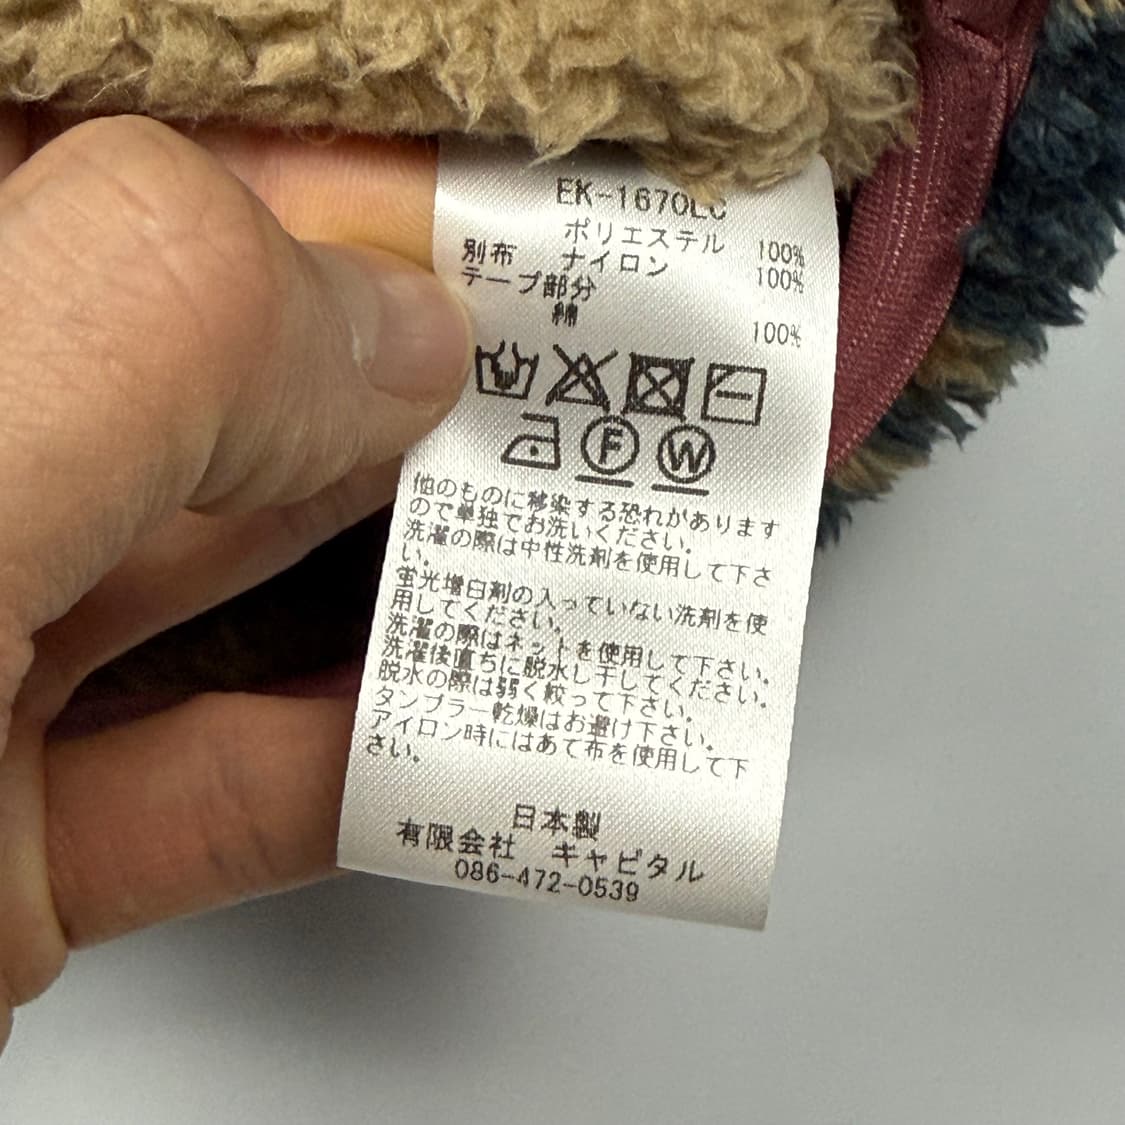 EK-1670LC
ポリエステル 100%
別布 ナイロン 100%
テープ部分
綿 100%
F W
他のものに移染する恐れがあります
ので単独でお洗いください。
洗濯の際は中性洗剤を使用して下さ
い。
蛍光増白剤の入っていない洗剤を使
用してください。
洗濯の際はネットを使用して下さい。
洗濯後直ちに脱水し干してください。
脱水の際は弱く絞って下さい。
タンブラー乾燥はお避け下さい。
アイロン時にはあて布を使用して下
さい。
日本製
有限会社 キャピタル
086-472-0539